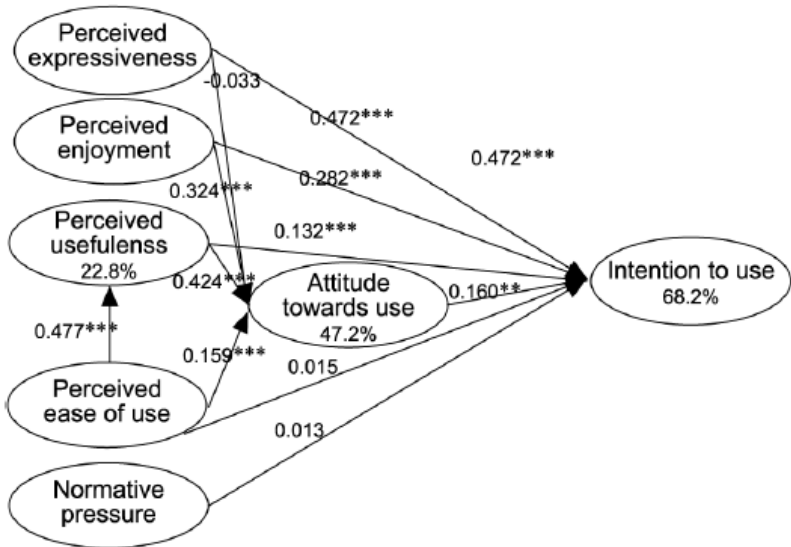 Perceived
expressiveness
-0.033
0.472***
0.472***
Perceived
enjoyment
0.324***
0.282***
Perceived
usefulenss
22.8%
0.132***
0.424***
Attitude
towards use
47.2%
0.160**
Intention to use
68.2%
0.477***
0.159***
0.015
Perceived
ease of use
0.013
Normative
pressure